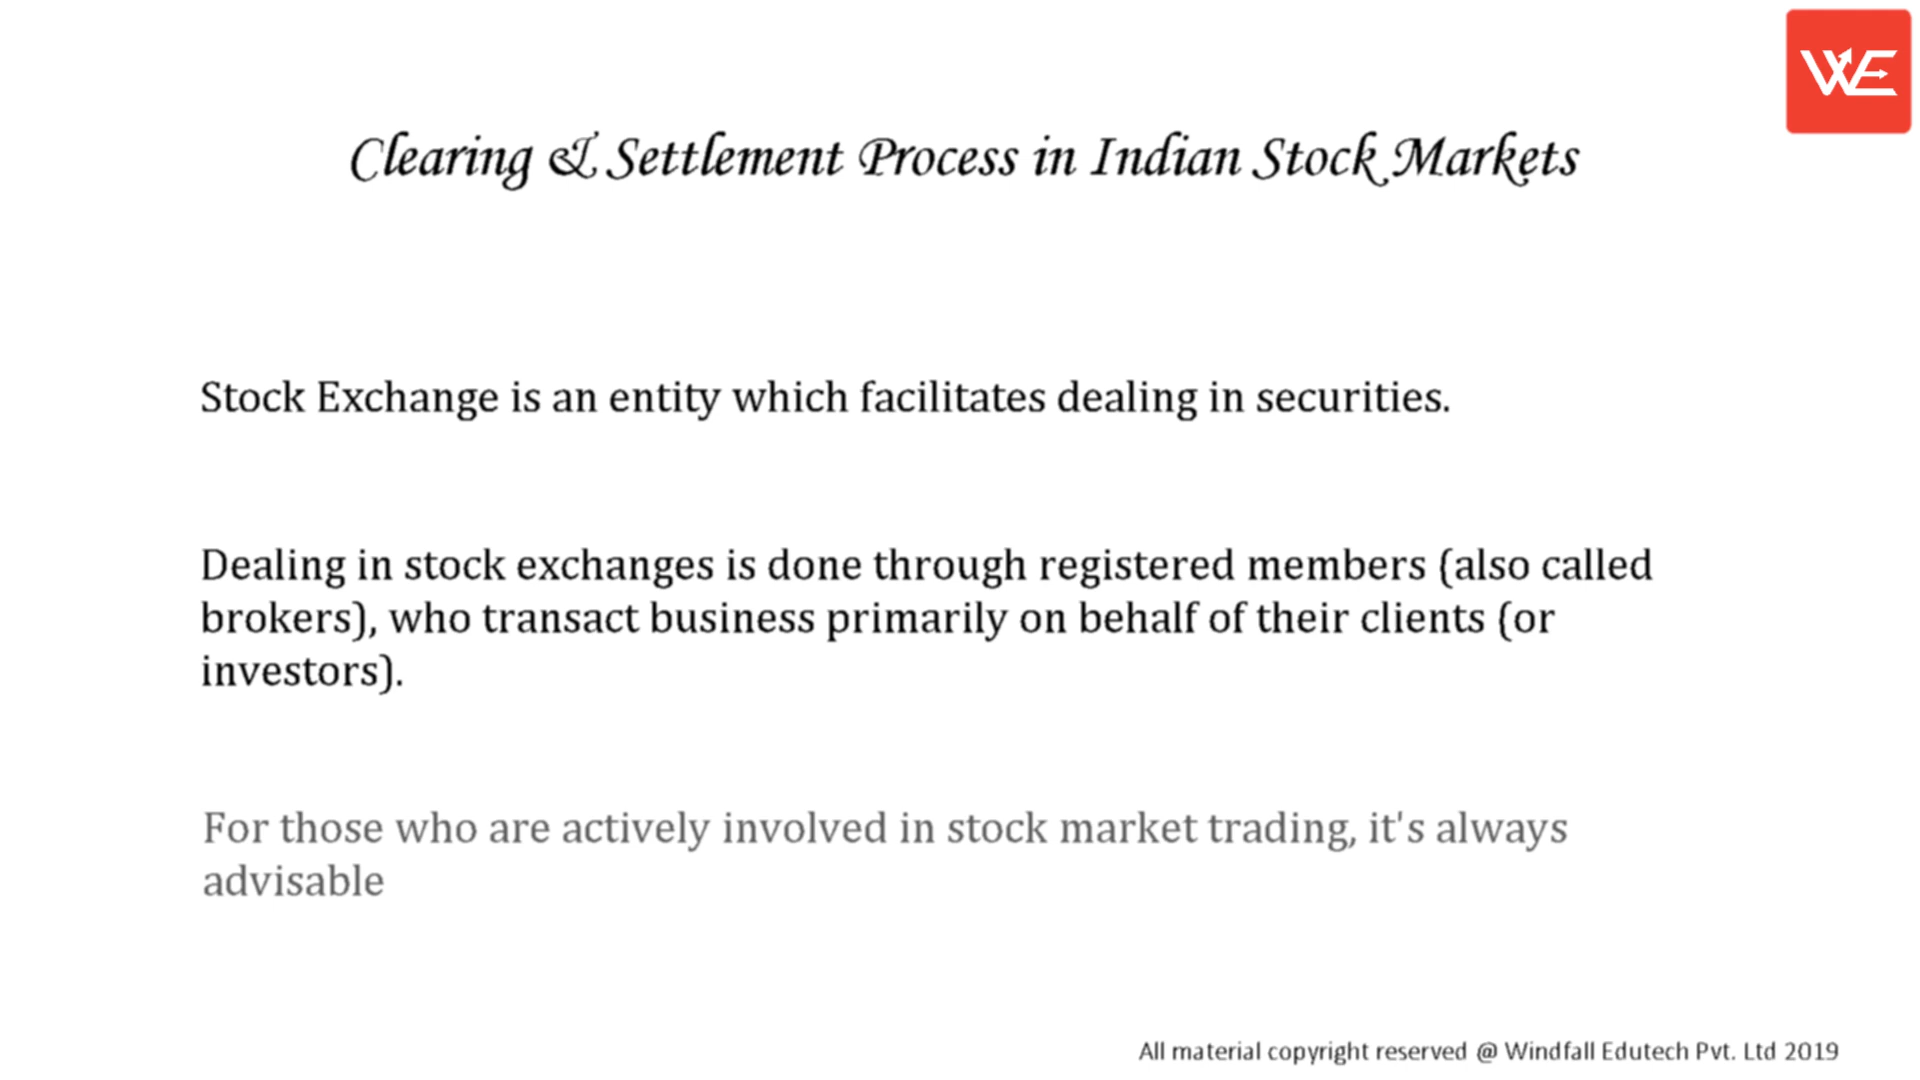 WE
Clearing & Settlement Process in Indian Stock Markets
Stock Exchange is an entity which facilitates dealing in securities.
Dealing in stock exchanges is done through registered members (also called
brokers), who transact business primarily on behalf of their clients (or
investors).
For those who are actively involved in stock market trading, it's always
advisable
All material copyright reserved @ Windfall Edutech Pvt. Ltd 2019